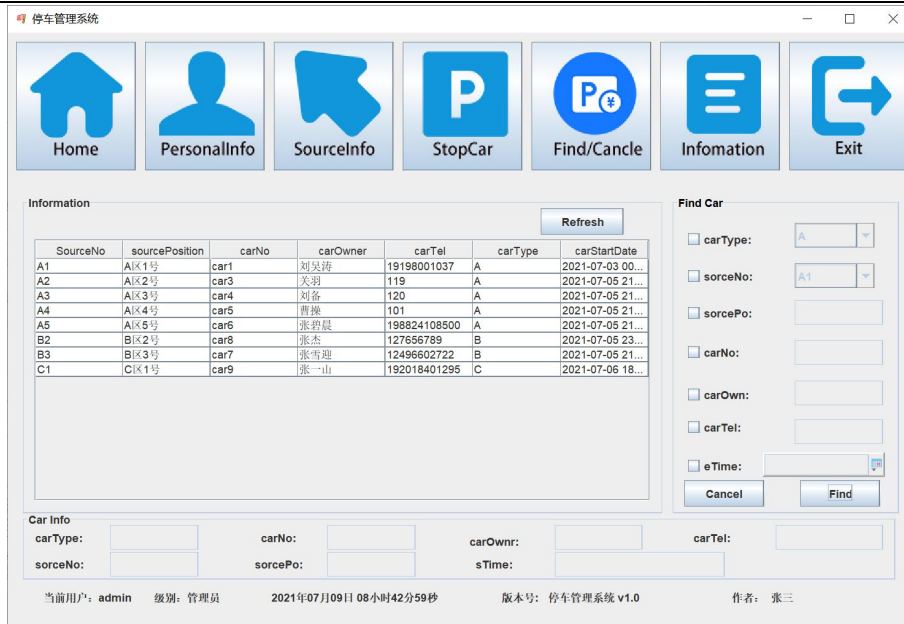 停车管理系统
Home PersonalInfo SourceInfo StopCar P ¥ Find/Cancle Infomation Exit
Information
Refresh
SourceNo sourcePosition carNo carOwner carTel carType carStartDate
A1 A区1号 car1 刘昊涛 19198001037 A 2021-07-03 00...
A2 A区2号 car3 关羽 119 A 2021-07-05 21...
A3 A区3号 car4 刘备 120 A 2021-07-05 21...
A4 A区4号 car5 曹操 101 A 2021-07-05 21...
A5 A区5号 car6 张碧晨 198824108500 A 2021-07-05 21...
B2 B区2号 car8 张杰 127656789 B 2021-07-05 23...
B3 B区3号 car7 张雪迎 12496602722 B 2021-07-05 21...
C1 C区1号 car9 张一山 192018401295 C 2021-07-06 18...
Find Car
carType: A
sorceNo: A1
sorcePo:
carNo:
carOwn:
carTel:
eTime:
Cancel Find
Car Info
carType: carNo: carOwnr: carTel:
sorceNo: sorcePo: sTime:
当前用户：admin 级别：管理员 2021年07月09日 08小时42分59秒 版本号: 停车管理系统 v1.0 作者： 张三